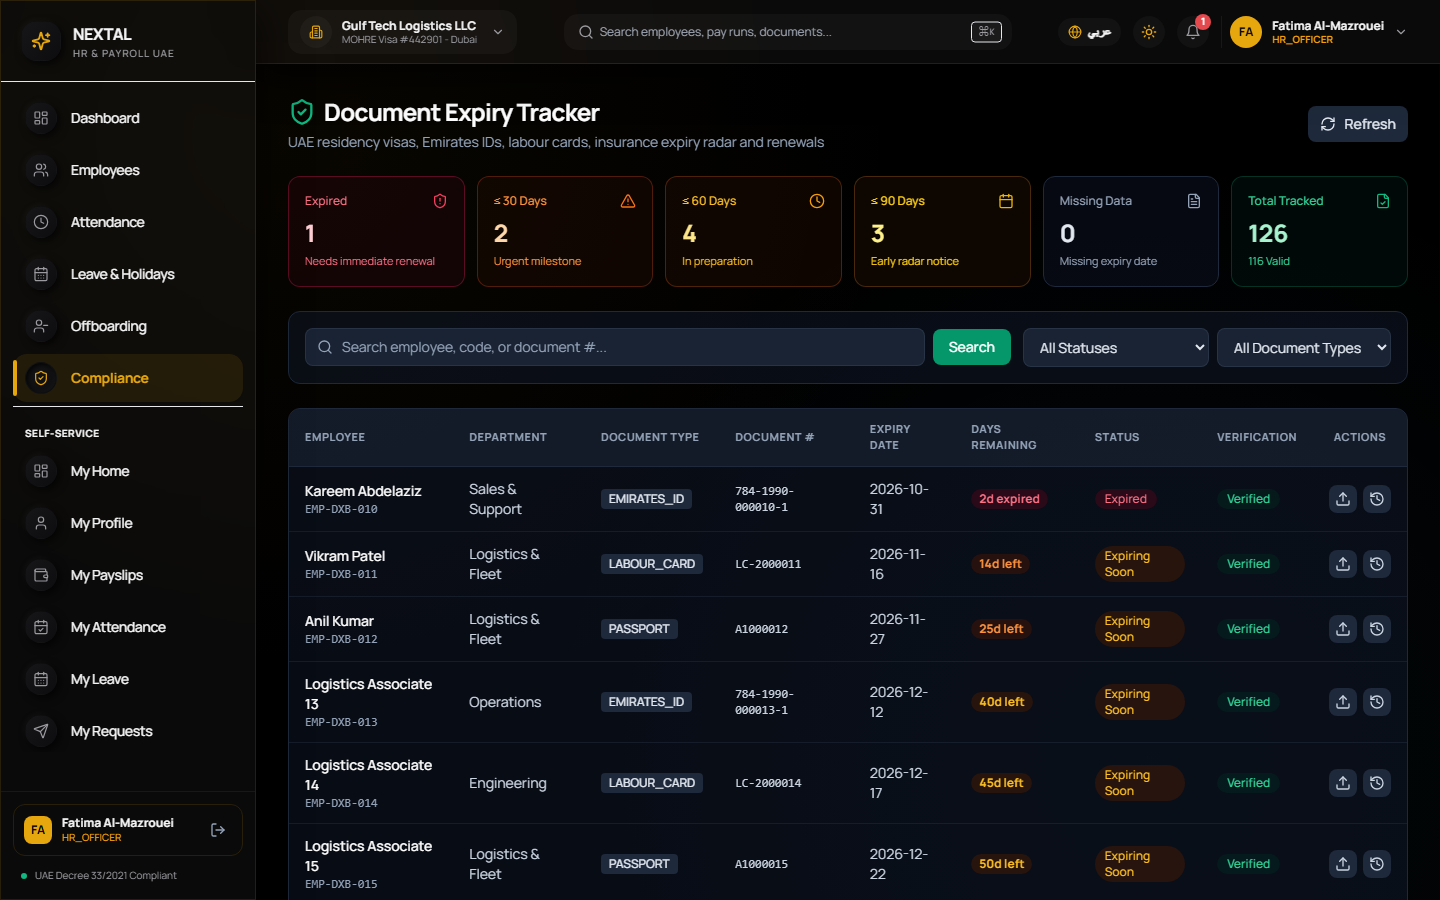 NEXTAL
HR & PAYROLL UAE
Dashboard
Employees
Attendance
Leave & Holidays
Offboarding
Compliance
SELF-SERVICE
My Home
My Profile
My Payslips
My Attendance
My Leave
My Requests
FA
Fatima Al-Mazrouei
HR_OFFICER
UAE Decree 33/2021 Compliant
Gulf Tech Logistics LLC
MOHRE Visa #442901 - Dubai
Search employees, pay runs, documents...
⌘K
عربي
1
FA
Fatima Al-Mazrouei
HR_OFFICER
Document Expiry Tracker
UAE residency visas, Emirates IDs, labour cards, insurance expiry radar and renewals
Refresh
Expired
1
Needs immediate renewal
≤ 30 Days
2
Urgent milestone
≤ 60 Days
4
In preparation
≤ 90 Days
3
Early radar notice
Missing Data
0
Missing expiry date
Total Tracked
126
116 Valid
Search employee, code, or document #...
Search
All Statuses
All Document Types
EMPLOYEE
DEPARTMENT
DOCUMENT TYPE
DOCUMENT #
EXPIRY
DATE
DAYS
REMAINING
STATUS
VERIFICATION
ACTIONS
Kareem Abdelaziz
EMP-DXB-010
Sales &
Support
EMIRATES_ID
784-1990-
000010-1
2026-10-
31
2d expired
Expired
Verified
Vikram Patel
EMP-DXB-011
Logistics &
Fleet
LABOUR_CARD
LC-2000011
2026-11-
16
14d left
Expiring
Soon
Verified
Anil Kumar
EMP-DXB-012
Logistics &
Fleet
PASSPORT
A1000012
2026-11-
27
25d left
Expiring
Soon
Verified
Logistics Associate
13
EMP-DXB-013
Operations
EMIRATES_ID
784-1990-
000013-1
2026-12-
12
40d left
Expiring
Soon
Verified
Logistics Associate
14
EMP-DXB-014
Engineering
LABOUR_CARD
LC-2000014
2026-12-
17
45d left
Expiring
Soon
Verified
Logistics Associate
15
EMP-DXB-015
Logistics &
Fleet
PASSPORT
A1000015
2026-12-
22
50d left
Expiring
Soon
Verified